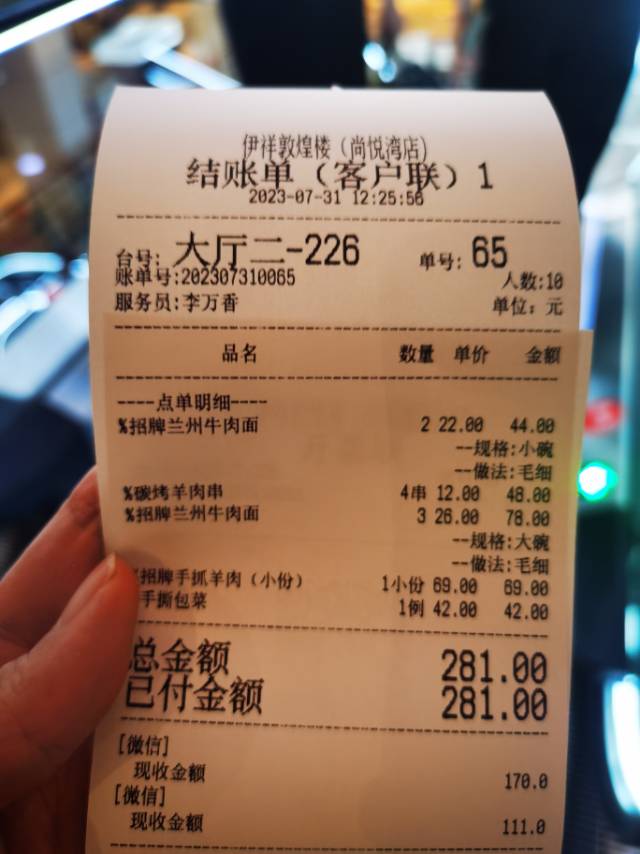 伊祥敦煌楼（尚悦湾店）
结账单（客户联）1
2023-07-31 12:25:56
台号: 大厅二-226 单号: 65
账单号:202307310065 人数:10
服务员:李万香 单位: 元
品名 数量 单价 金额
----点单明细----
%招牌兰州牛肉面 2 22.00 44.00
--规格:小碗
--做法:毛细
%碳烤羊肉串 4串 12.00 48.00
%招牌兰州牛肉面 3 26.00 78.00
--规格:大碗
--做法:毛细
招牌手抓羊肉（小份） 1小份 69.00 69.00
手撕包菜 1例 42.00 42.00
总金额 281.00
已付金额 281.00
[微信]
现收金额 170.0
[微信]
现收金额 111.0